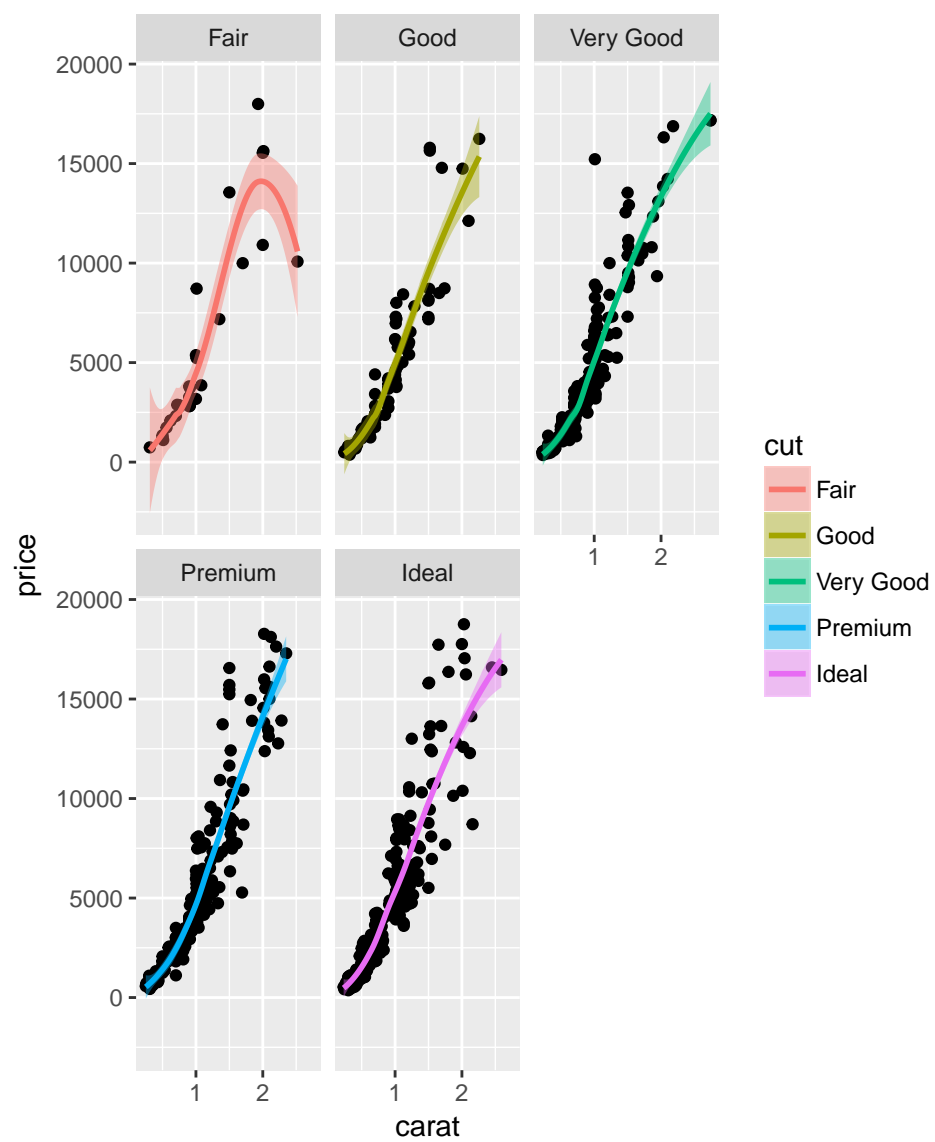 Fair Good Very Good
20000
15000
10000
5000
0
1 2
price
Premium Ideal
20000
15000
10000
5000
0
1 2 1 2
carat
cut
Fair
Good
Very Good
Premium
Ideal